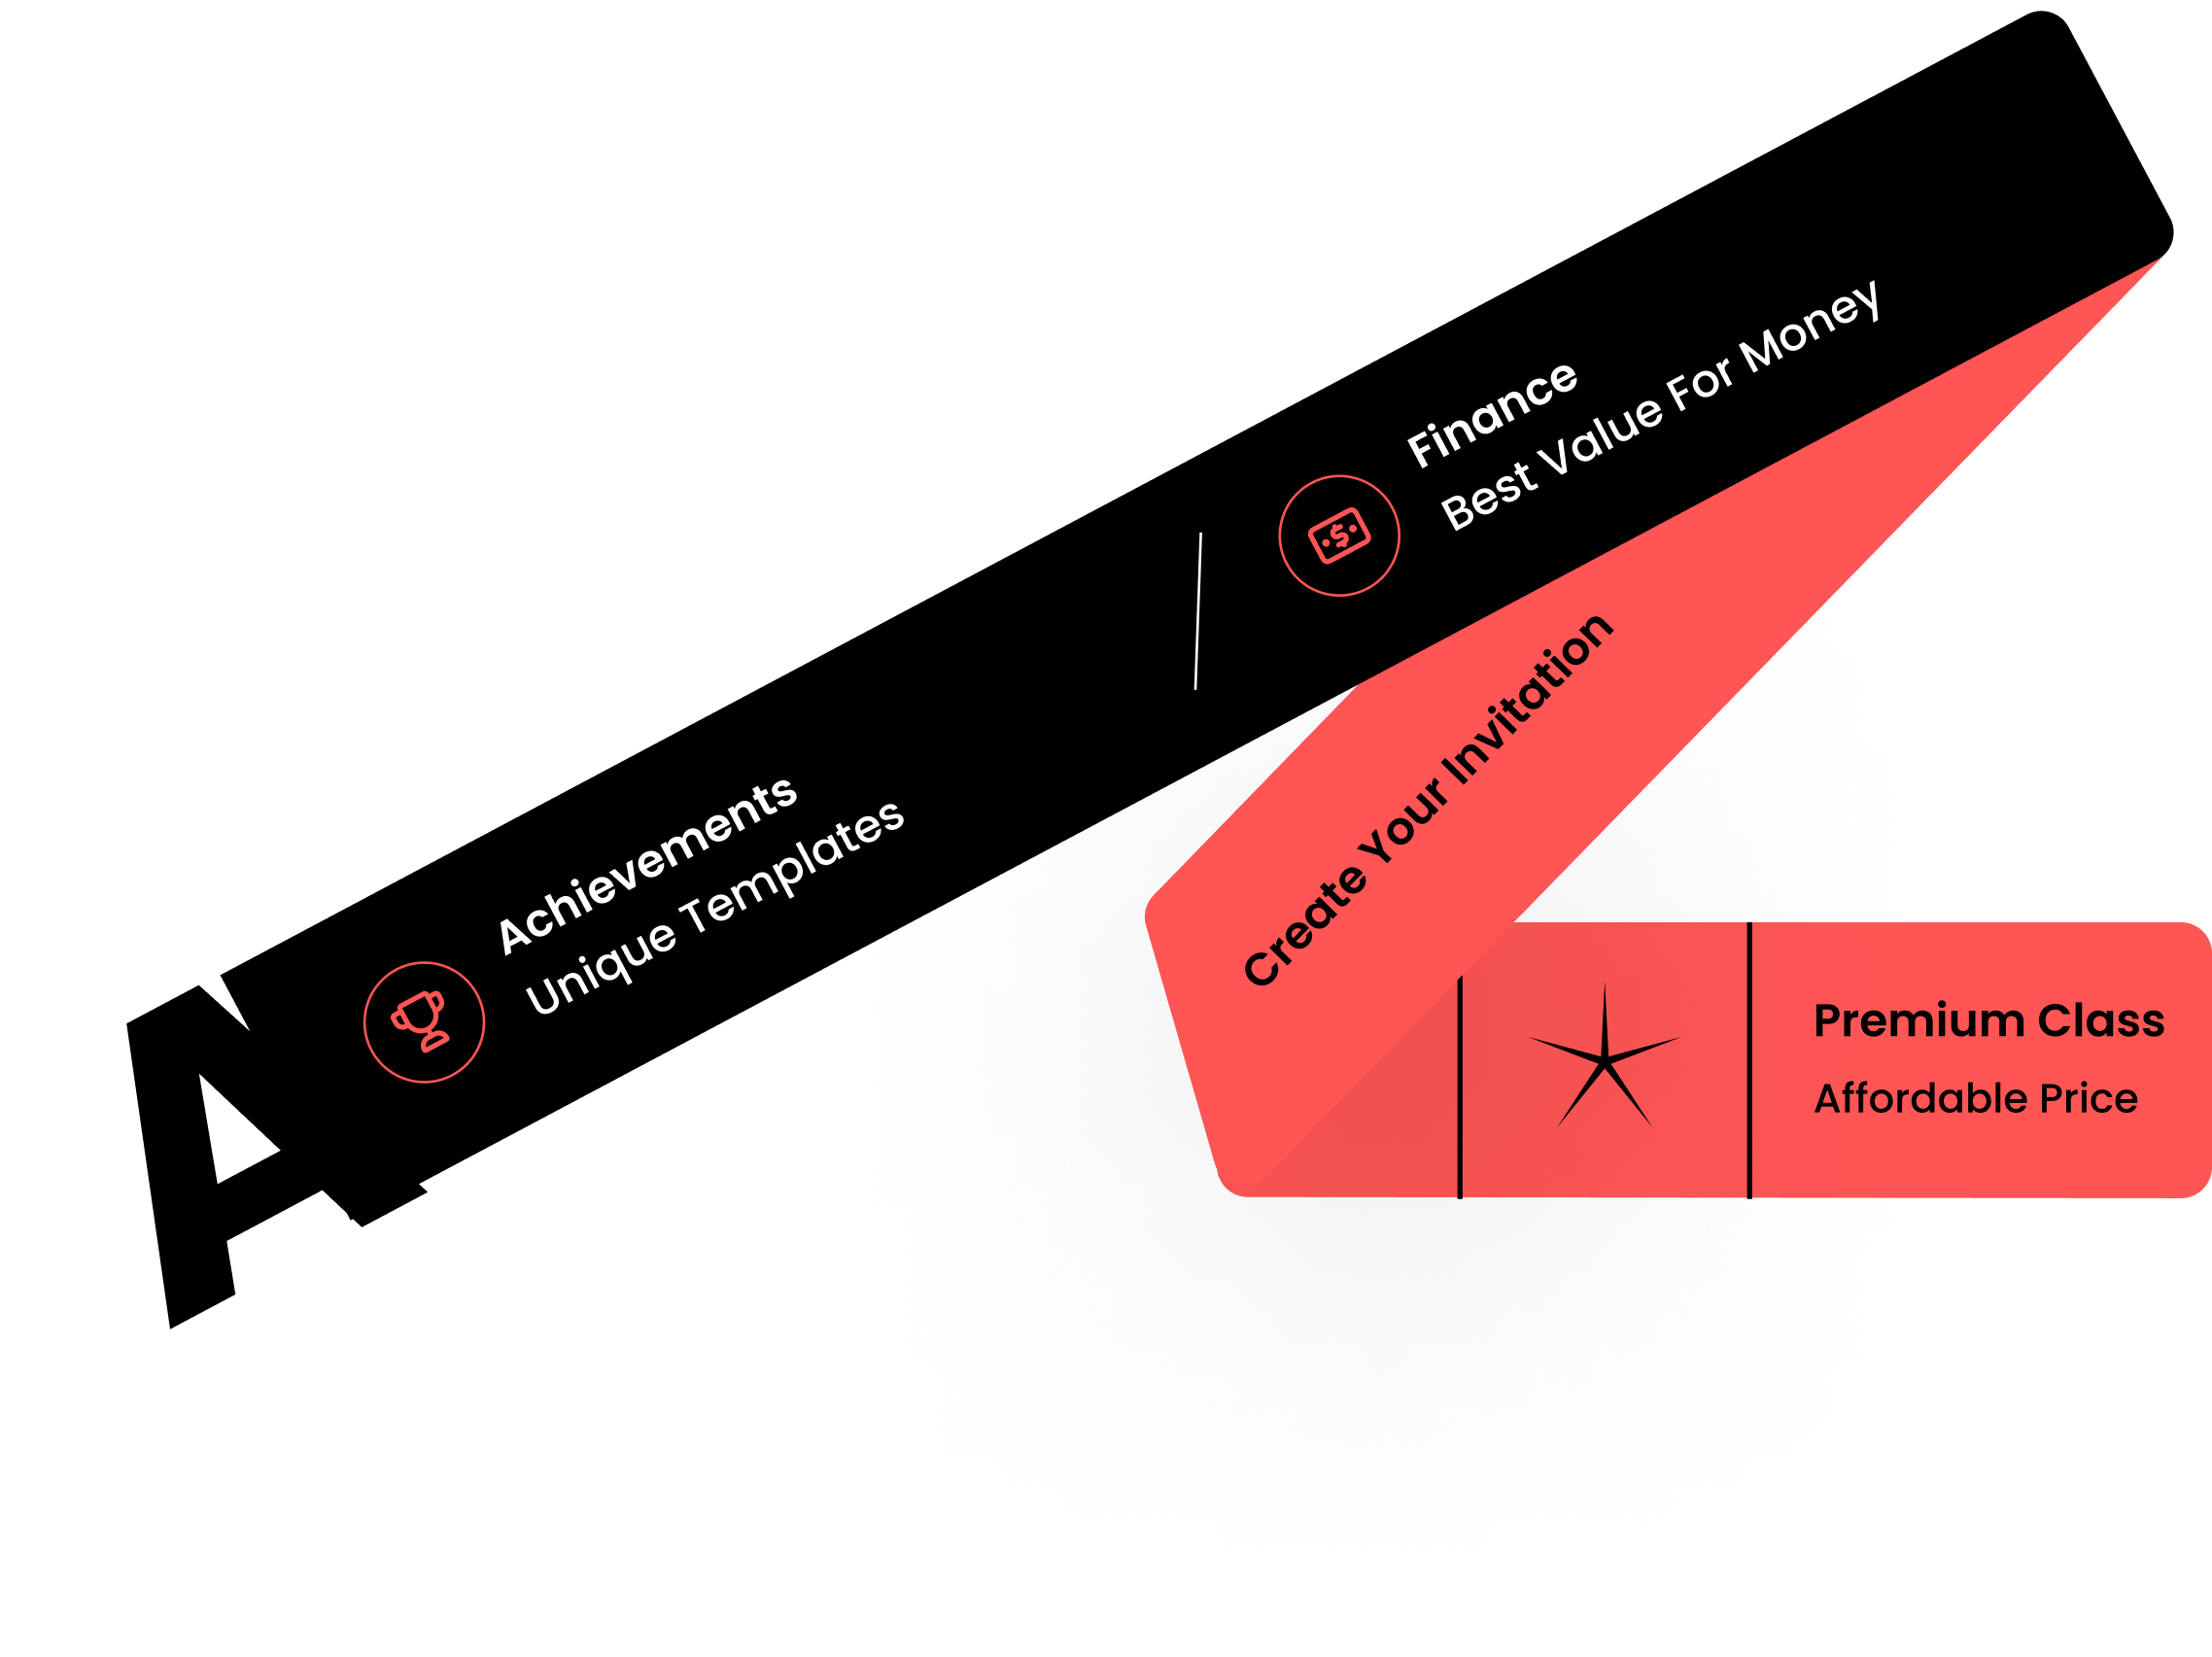 A
Achievements
Unique Templates
Finance
Best Value For Money
Create Your Invitation
Premium Class
Affordable Price